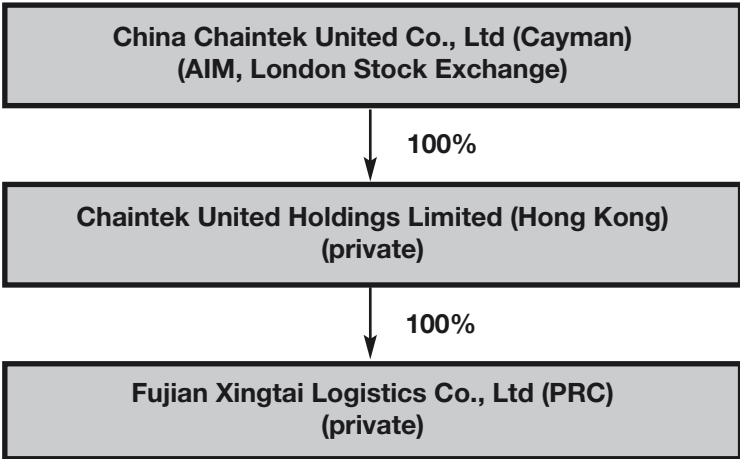 China Chaintek United Co., Ltd (Cayman)
(AIM, London Stock Exchange)
100%
Chaintek United Holdings Limited (Hong Kong)
(private)
100%
Fujian Xingtai Logistics Co., Ltd (PRC)
(private)